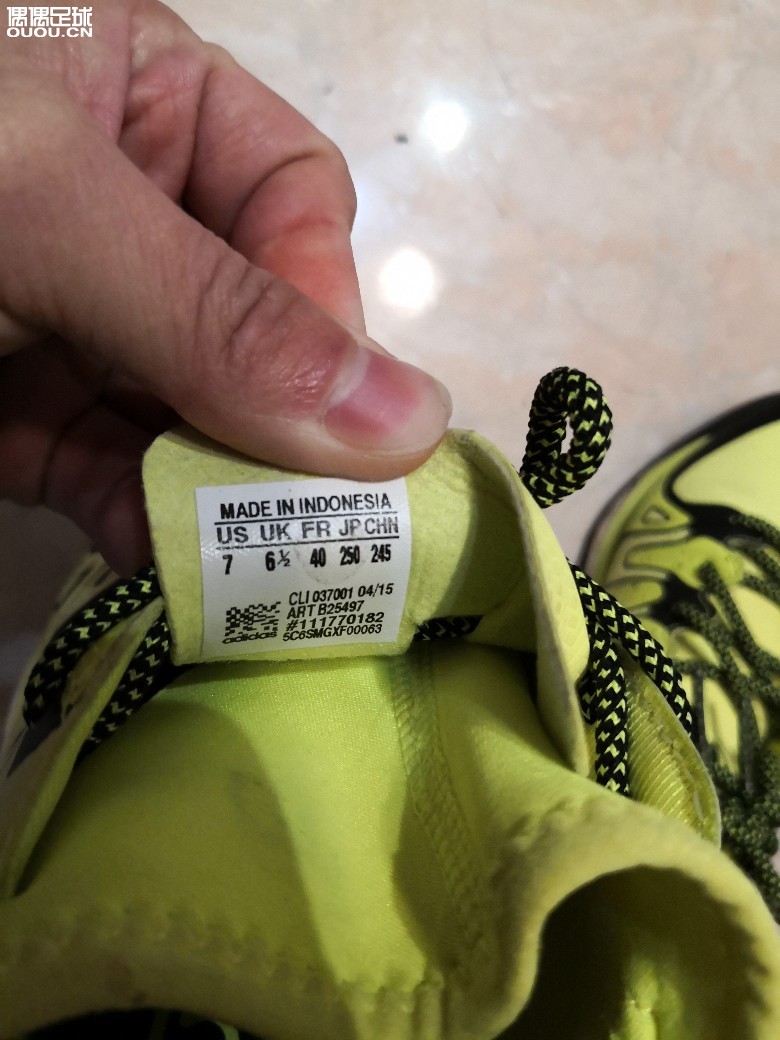 偶偶足球
OUOU.CN
MADE IN INDONESIA
US UK FR JP CHN
7 6½ 40 250 245
CLI 037001 04/15
ART B25497
#111770182
adidas 5C6SMGXF00063